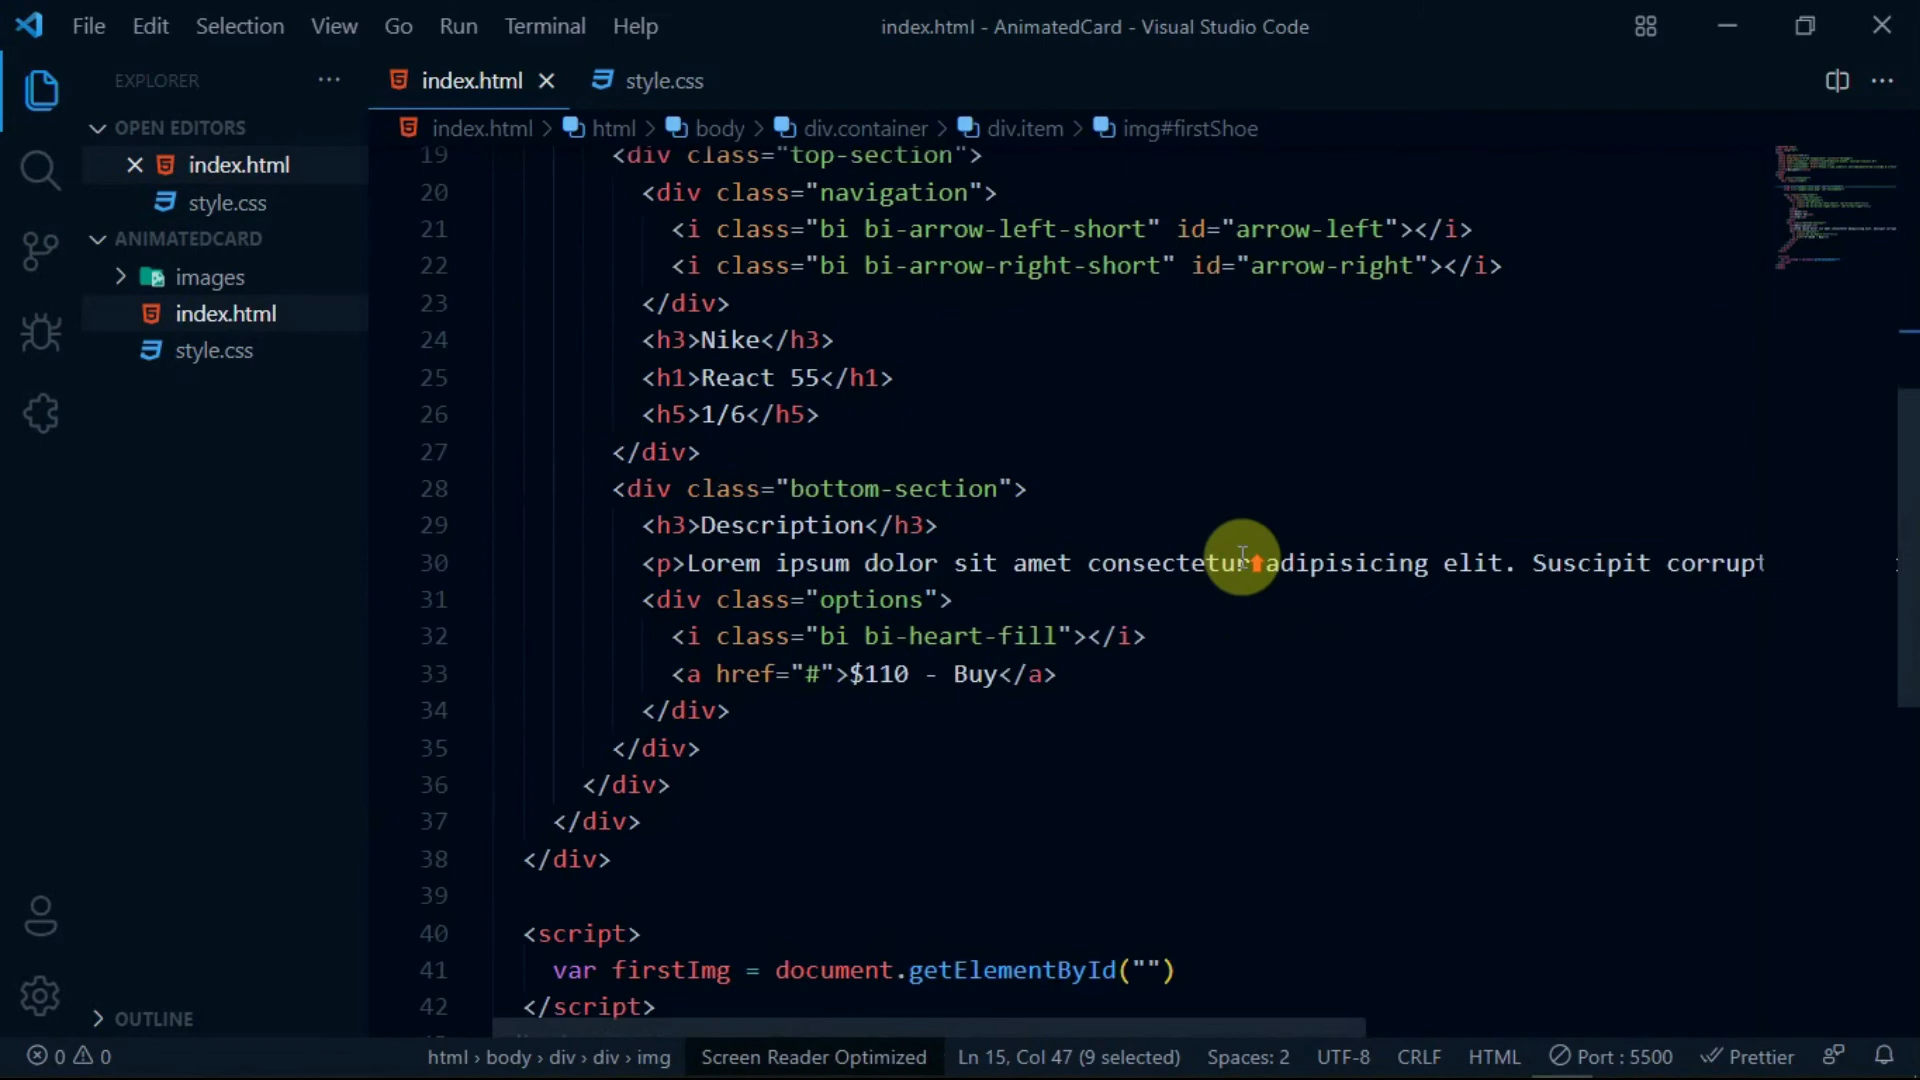 File Edit Selection View Go Run Terminal Help
index.html - AnimatedCard - Visual Studio Code
EXPLORER
index.html
style.css
OPEN EDITORS
index.html
style.css
ANIMATEDCARD
images
index.html
style.css
OUTLINE
index.html > html > body > div.container > div.item > img#firstShoe
19 <div class="top-section">
20 <div class="navigation">
21 <i class="bi bi-arrow-left-short" id="arrow-left"></i>
22 <i class="bi bi-arrow-right-short" id="arrow-right"></i>
23 </div>
24 <h3>Nike</h3>
25 <h1>React 55</h1>
26 <h5>1/6</h5>
27 </div>
28 <div class="bottom-section">
29 <h3>Description</h3>
30 <p>Lorem ipsum dolor sit amet consectetur adipisicing elit. Suscipit corrupt
31 <div class="options">
32 <i class="bi bi-heart-fill"></i>
33 <a href="#">$110 - Buy</a>
34 </div>
35 </div>
36 </div>
37 </div>
38 </div>
39
40 <script>
41 var firstImg = document.getElementById("")
42 </script>
0 0
html › body › div › div › img
Screen Reader Optimized
Ln 15, Col 47 (9 selected)
Spaces: 2
UTF-8
CRLF
HTML
Port : 5500
Prettier